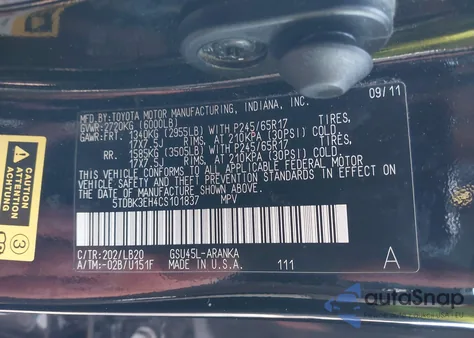 09/11
MFD.BY:TOYOTA MOTOR MANUFACTURING, INDIANA, INC.
GVWR:2720KG (6000LB)
GAWR:FRT. 1340KG (2955LB) WITH P245/65R17 TIRES,
17X7.5J RIMS, AT 210KPA (30PSI) COLD
RR. 1585KG (3505LB) WITH P245/65R17 TIRES,
17X7.5J RIMS, AT 210KPA (30PSI) COLD
THIS VEHICLE CONFORMS TO ALL APPLICABLE FEDERAL MOTOR
VEHICLE SAFETY AND THEFT PREVENTION STANDARDS IN EFFECT ON
THE DATE OF MANUFACTURE SHOWN ABOVE.
5TDBK3EH4CS101837 MPV
C/TR:202/LB20 GSU45L-ARANKA
A/TM:-02B/U151F MADE IN U.S.A. 111 A
CAUTION
ATTENTION
ACHTUNG
autoSnap